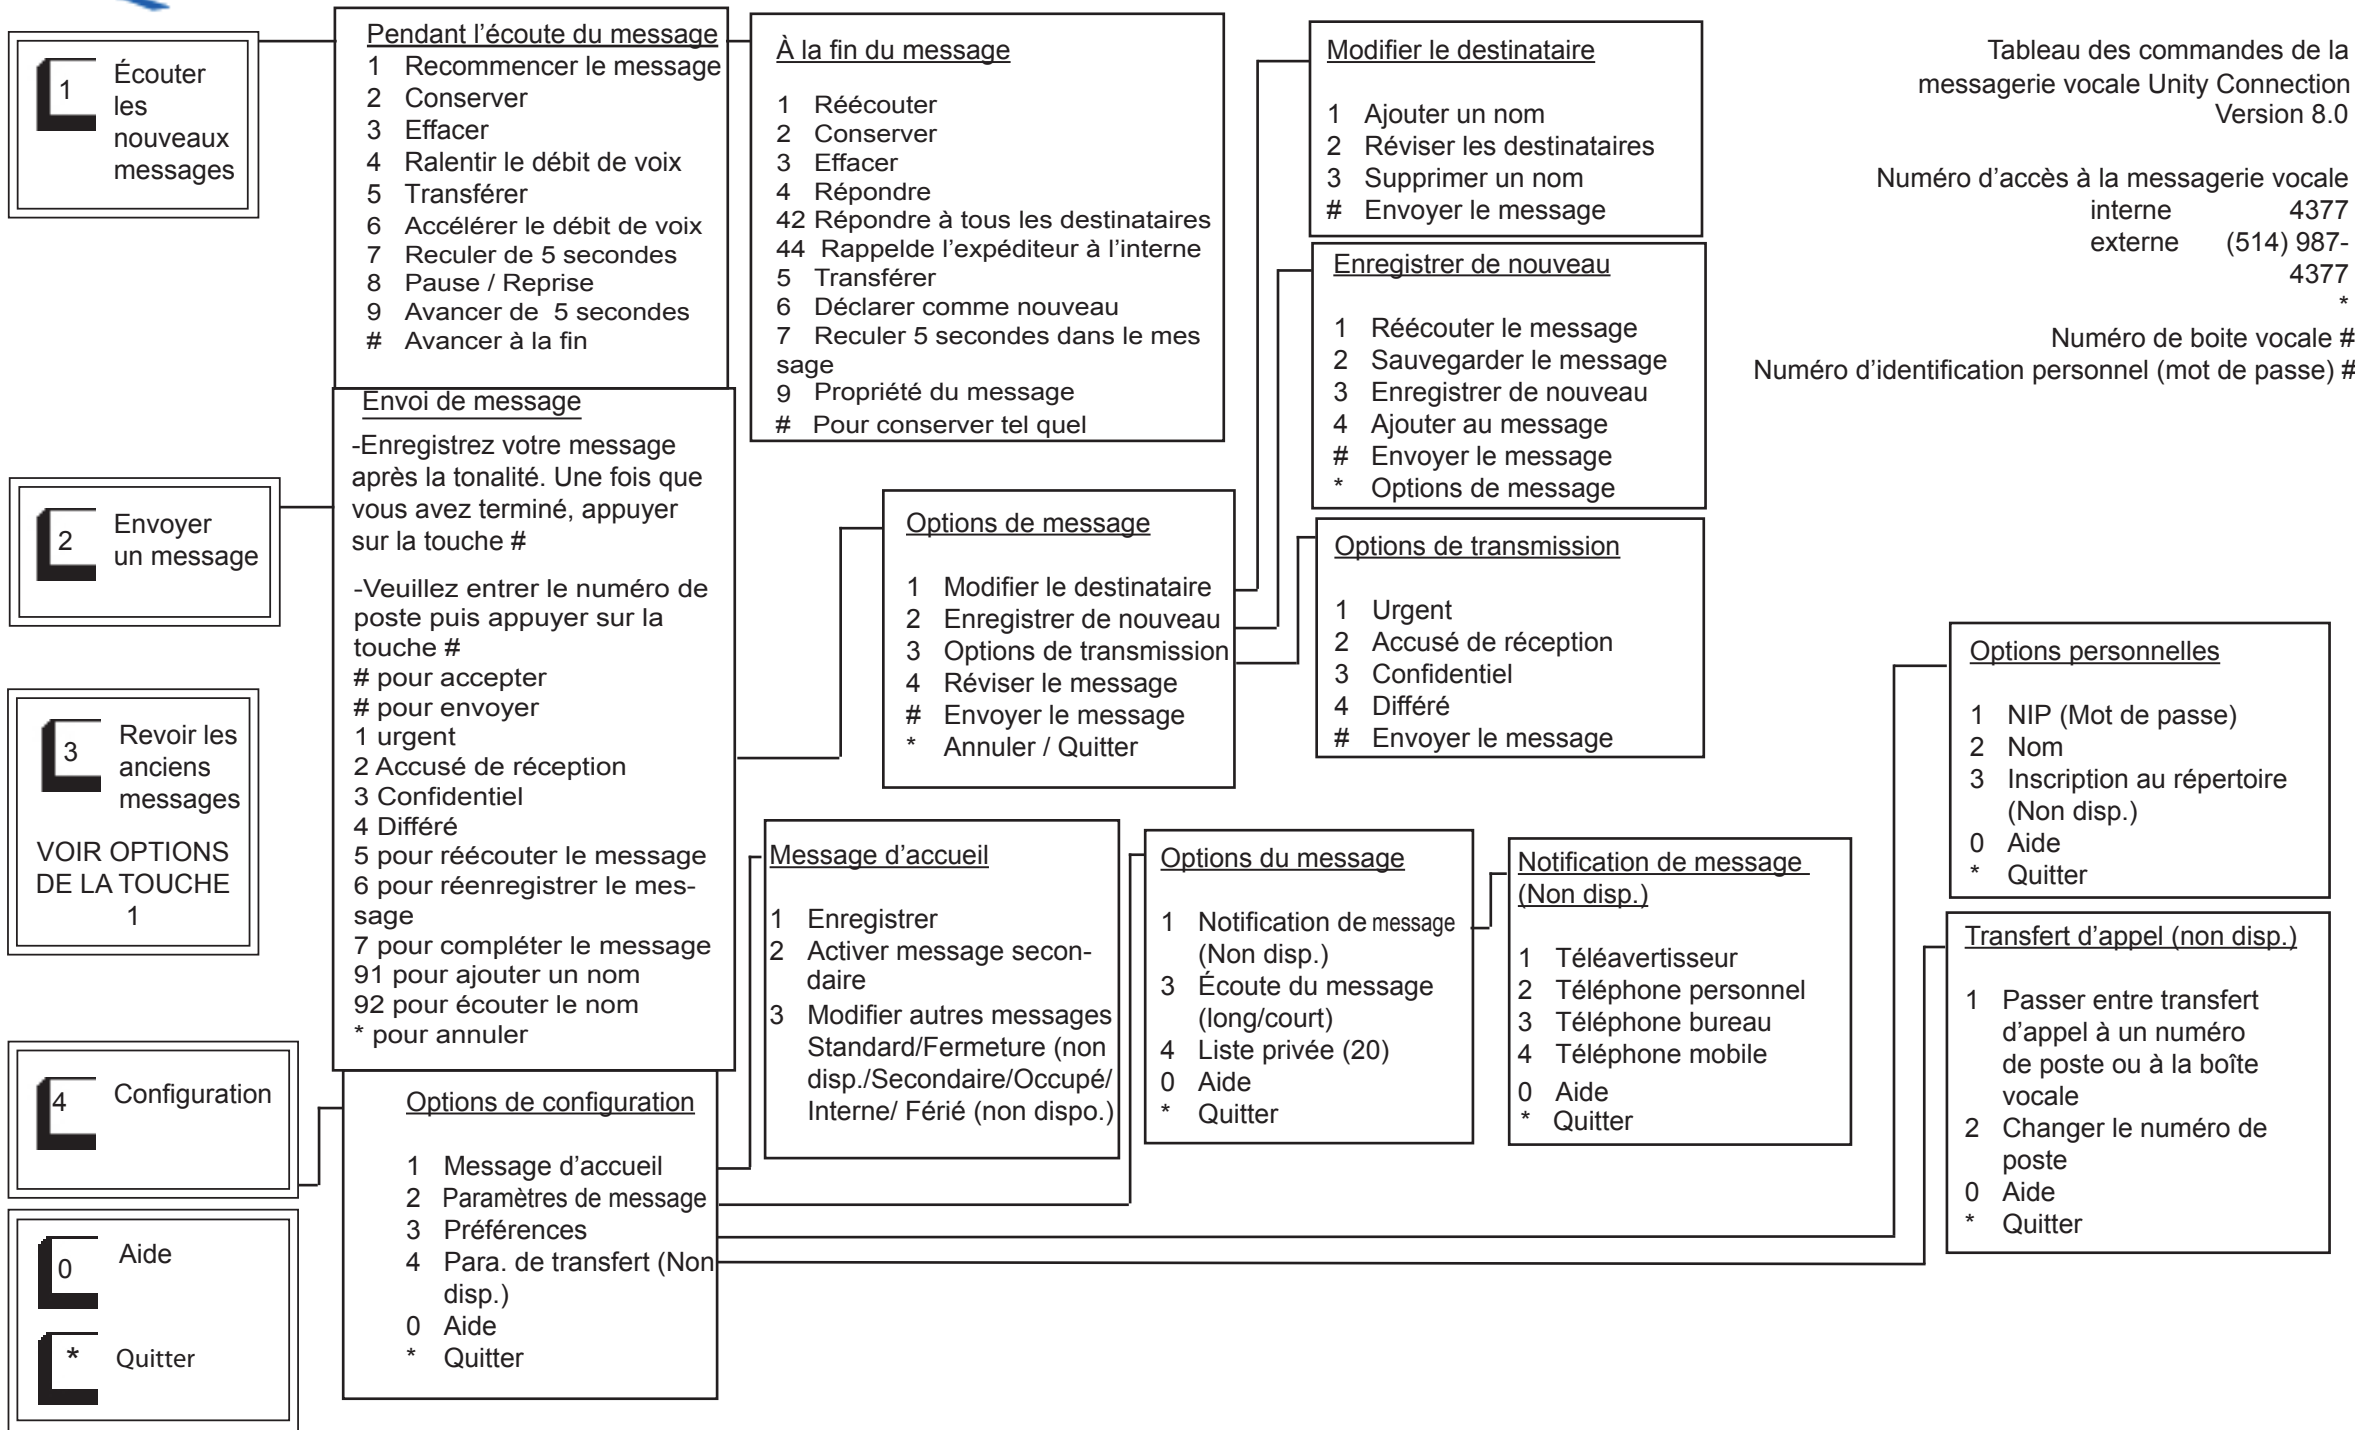 1
Écouter
les
nouveaux
messages
Pendant l'écoute du message
1 Recommencer le message
2 Conserver
3 Effacer
4 Ralentir le débit de voix
5 Transférer
6 Accélérer le débit de voix
7 Reculer de 5 secondes
8 Pause / Reprise
9 Avancer de 5 secondes
# Avancer à la fin
À la fin du message
1 Réécouter
2 Conserver
3 Effacer
4 Répondre
42 Répondre à tous les destinataires
44 Rappelde l'expéditeur à l'interne
5 Transférer
6 Déclarer comme nouveau
7 Reculer 5 secondes dans le mes
sage
9 Propriété du message
# Pour conserver tel quel
Modifier le destinataire
1 Ajouter un nom
2 Réviser les destinataires
3 Supprimer un nom
# Envoyer le message
Enregistrer de nouveau
1 Réécouter le message
2 Sauvegarder le message
3 Enregistrer de nouveau
4 Ajouter au message
# Envoyer le message
* Options de message
Tableau des commandes de la
messagerie vocale Unity Connection
Version 8.0
Numéro d'accès à la messagerie vocale
interne 4377
externe (514) 987-
4377
*
Numéro de boite vocale #
Numéro d'identification personnel (mot de passe) #
2
Envoyer
un message
Envoi de message
-Enregistrez votre message
après la tonalité. Une fois que
vous avez terminé, appuyer
sur la touche #
-Veuillez entrer le numéro de
poste puis appuyer sur la
touche #
# pour accepter
# pour envoyer
1 urgent
2 Accusé de réception
3 Confidentiel
4 Différé
5 pour réécouter le message
6 pour réenregistrer le mes-
sage
7 pour compléter le message
91 pour ajouter un nom
92 pour écouter le nom
* pour annuler
Options de message
1 Modifier le destinataire
2 Enregistrer de nouveau
3 Options de transmission
4 Réviser le message
# Envoyer le message
* Annuler / Quitter
Options de transmission
1 Urgent
2 Accusé de réception
3 Confidentiel
4 Différé
# Envoyer le message
3
Revoir les
anciens
messages
VOIR OPTIONS
DE LA TOUCHE
1
4
Configuration
Options de configuration
1 Message d'accueil
2 Paramètres de message
3 Préférences
4 Para. de transfert (Non
disp.)
0 Aide
* Quitter
Message d'accueil
1 Enregistrer
2 Activer message secon-
daire
3 Modifier autres messages
Standard/Fermeture (non
disp./Secondaire/Occupé/
Interne/ Férié (non dispo.)
Options du message
1 Notification de message
(Non disp.)
3 Écoute du message
(long/court)
4 Liste privée (20)
0 Aide
* Quitter
Notification de message
(Non disp.)
1 Téléavertisseur
2 Téléphone personnel
3 Téléphone bureau
4 Téléphone mobile
0 Aide
* Quitter
Options personnelles
1 NIP (Mot de passe)
2 Nom
3 Inscription au répertoire
(Non disp.)
0 Aide
* Quitter
Transfert d'appel (non disp.)
1 Passer entre transfert
d'appel à un numéro
de poste ou à la boîte
vocale
2 Changer le numéro de
poste
0 Aide
* Quitter
0
Aide
*
Quitter